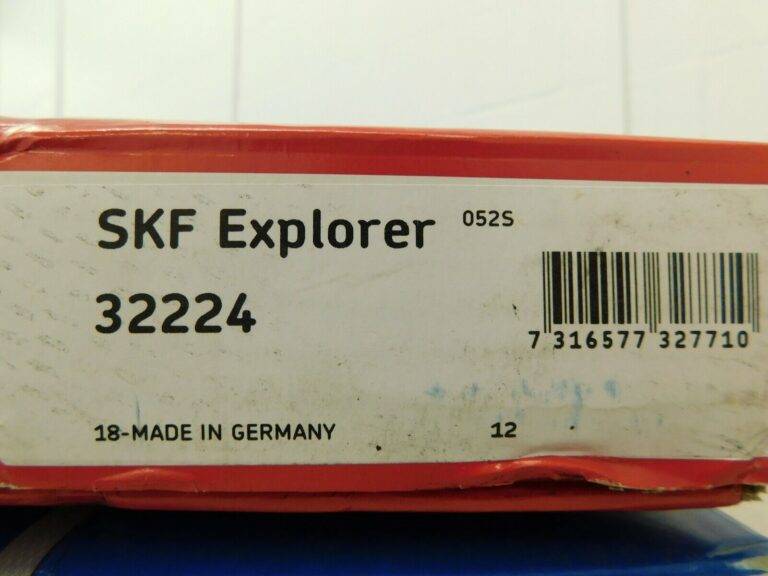 SKF Explorer 052S
32224
7 316577 327710
18-MADE IN GERMANY 12